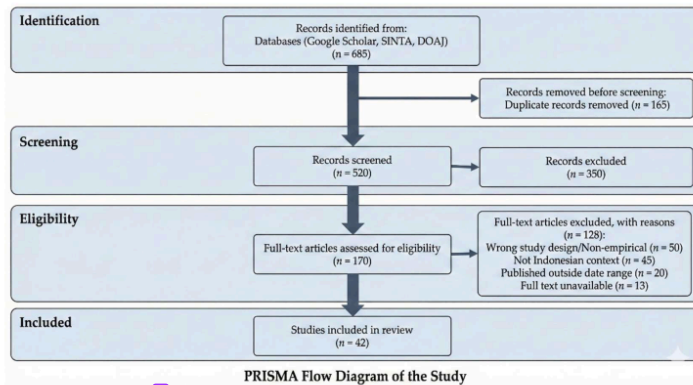 Identification
Records identified from:
Databases (Google Scholar, SINTA, DOAJ)
(n = 685)
Records removed before screening:
Duplicate records removed (n = 165)
Screening
Records screened
(n = 520)
Records excluded
(n = 350)
Eligibility
Full-text articles assessed for eligibility
(n = 170)
Full-text articles excluded, with reasons
(n = 128):
Wrong study design/Non-empirical (n = 50)
Not Indonesian context (n = 45)
Published outside date range (n = 20)
Full text unavailable (n = 13)
Included
Studies included in review
(n = 42)
PRISMA Flow Diagram of the Study